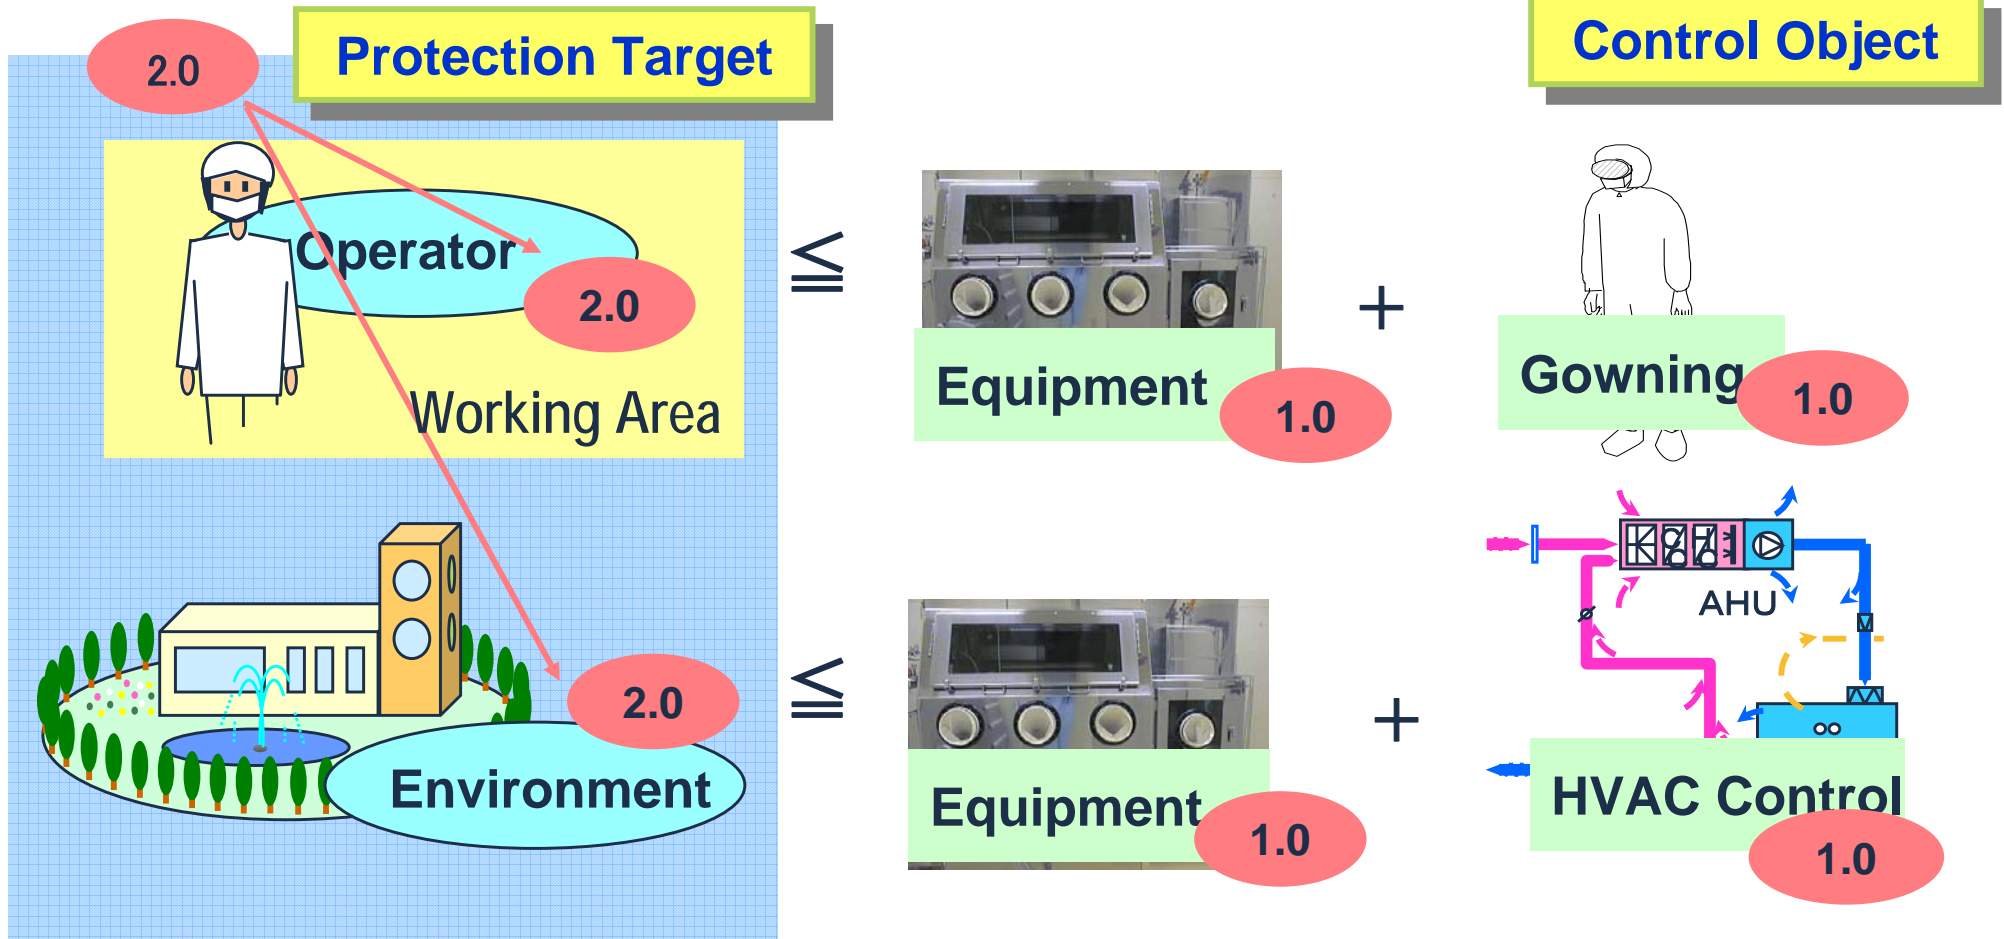 2.0
Protection Target
Control Object
Operator
2.0
Working Area
≦
Equipment
1.0
+
Gowning
1.0
AHU
2.0
Environment
≦
Equipment
1.0
+
HVAC Control
1.0